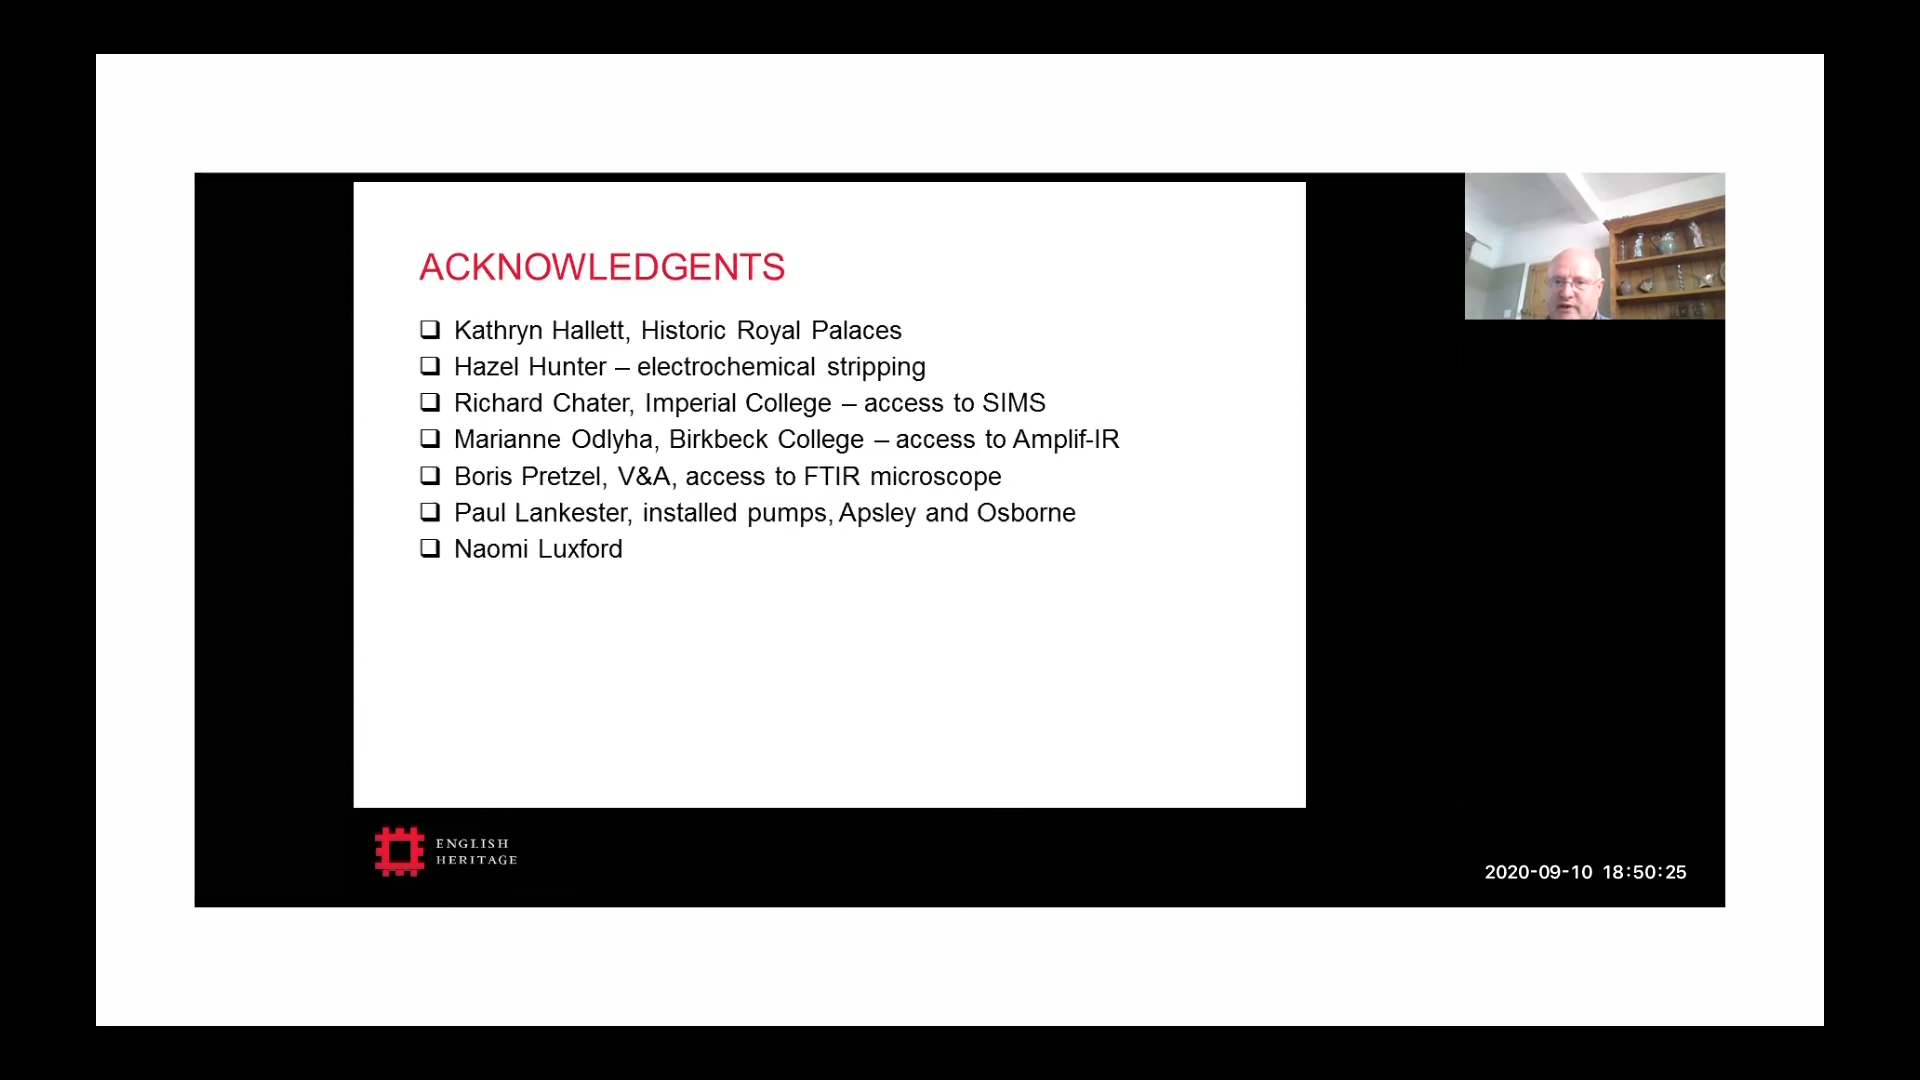 ACKNOWLEDGENTS
❑ Kathryn Hallett, Historic Royal Palaces
❑ Hazel Hunter – electrochemical stripping
❑ Richard Chater, Imperial College – access to SIMS
❑ Marianne Odlyha, Birkbeck College – access to Amplif-IR
❑ Boris Pretzel, V&A, access to FTIR microscope
❑ Paul Lankester, installed pumps, Apsley and Osborne
❑ Naomi Luxford
ENGLISH
HERITAGE
2020-09-10 18:50:25